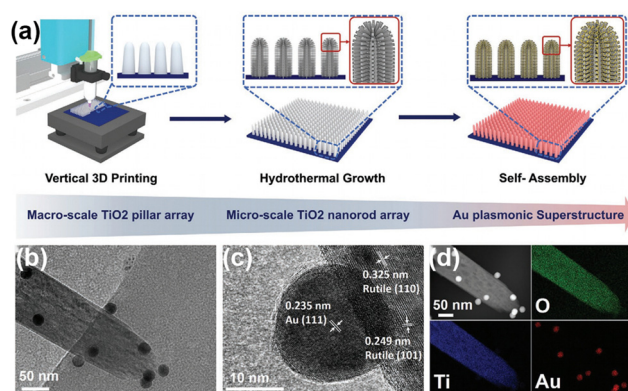 (a)
Vertical 3D Printing
Hydrothermal Growth
Self- Assembly
Macro-scale TiO2 pillar array
Micro-scale TiO2 nanorod array
Au plasmonic Superstructure
(b)
50 nm
(c)
0.325 nm
Rutile (110)
0.235 nm
Au (111)
0.249 nm
Rutile (101)
10 nm
(d)
50 nm
O
Ti
Au